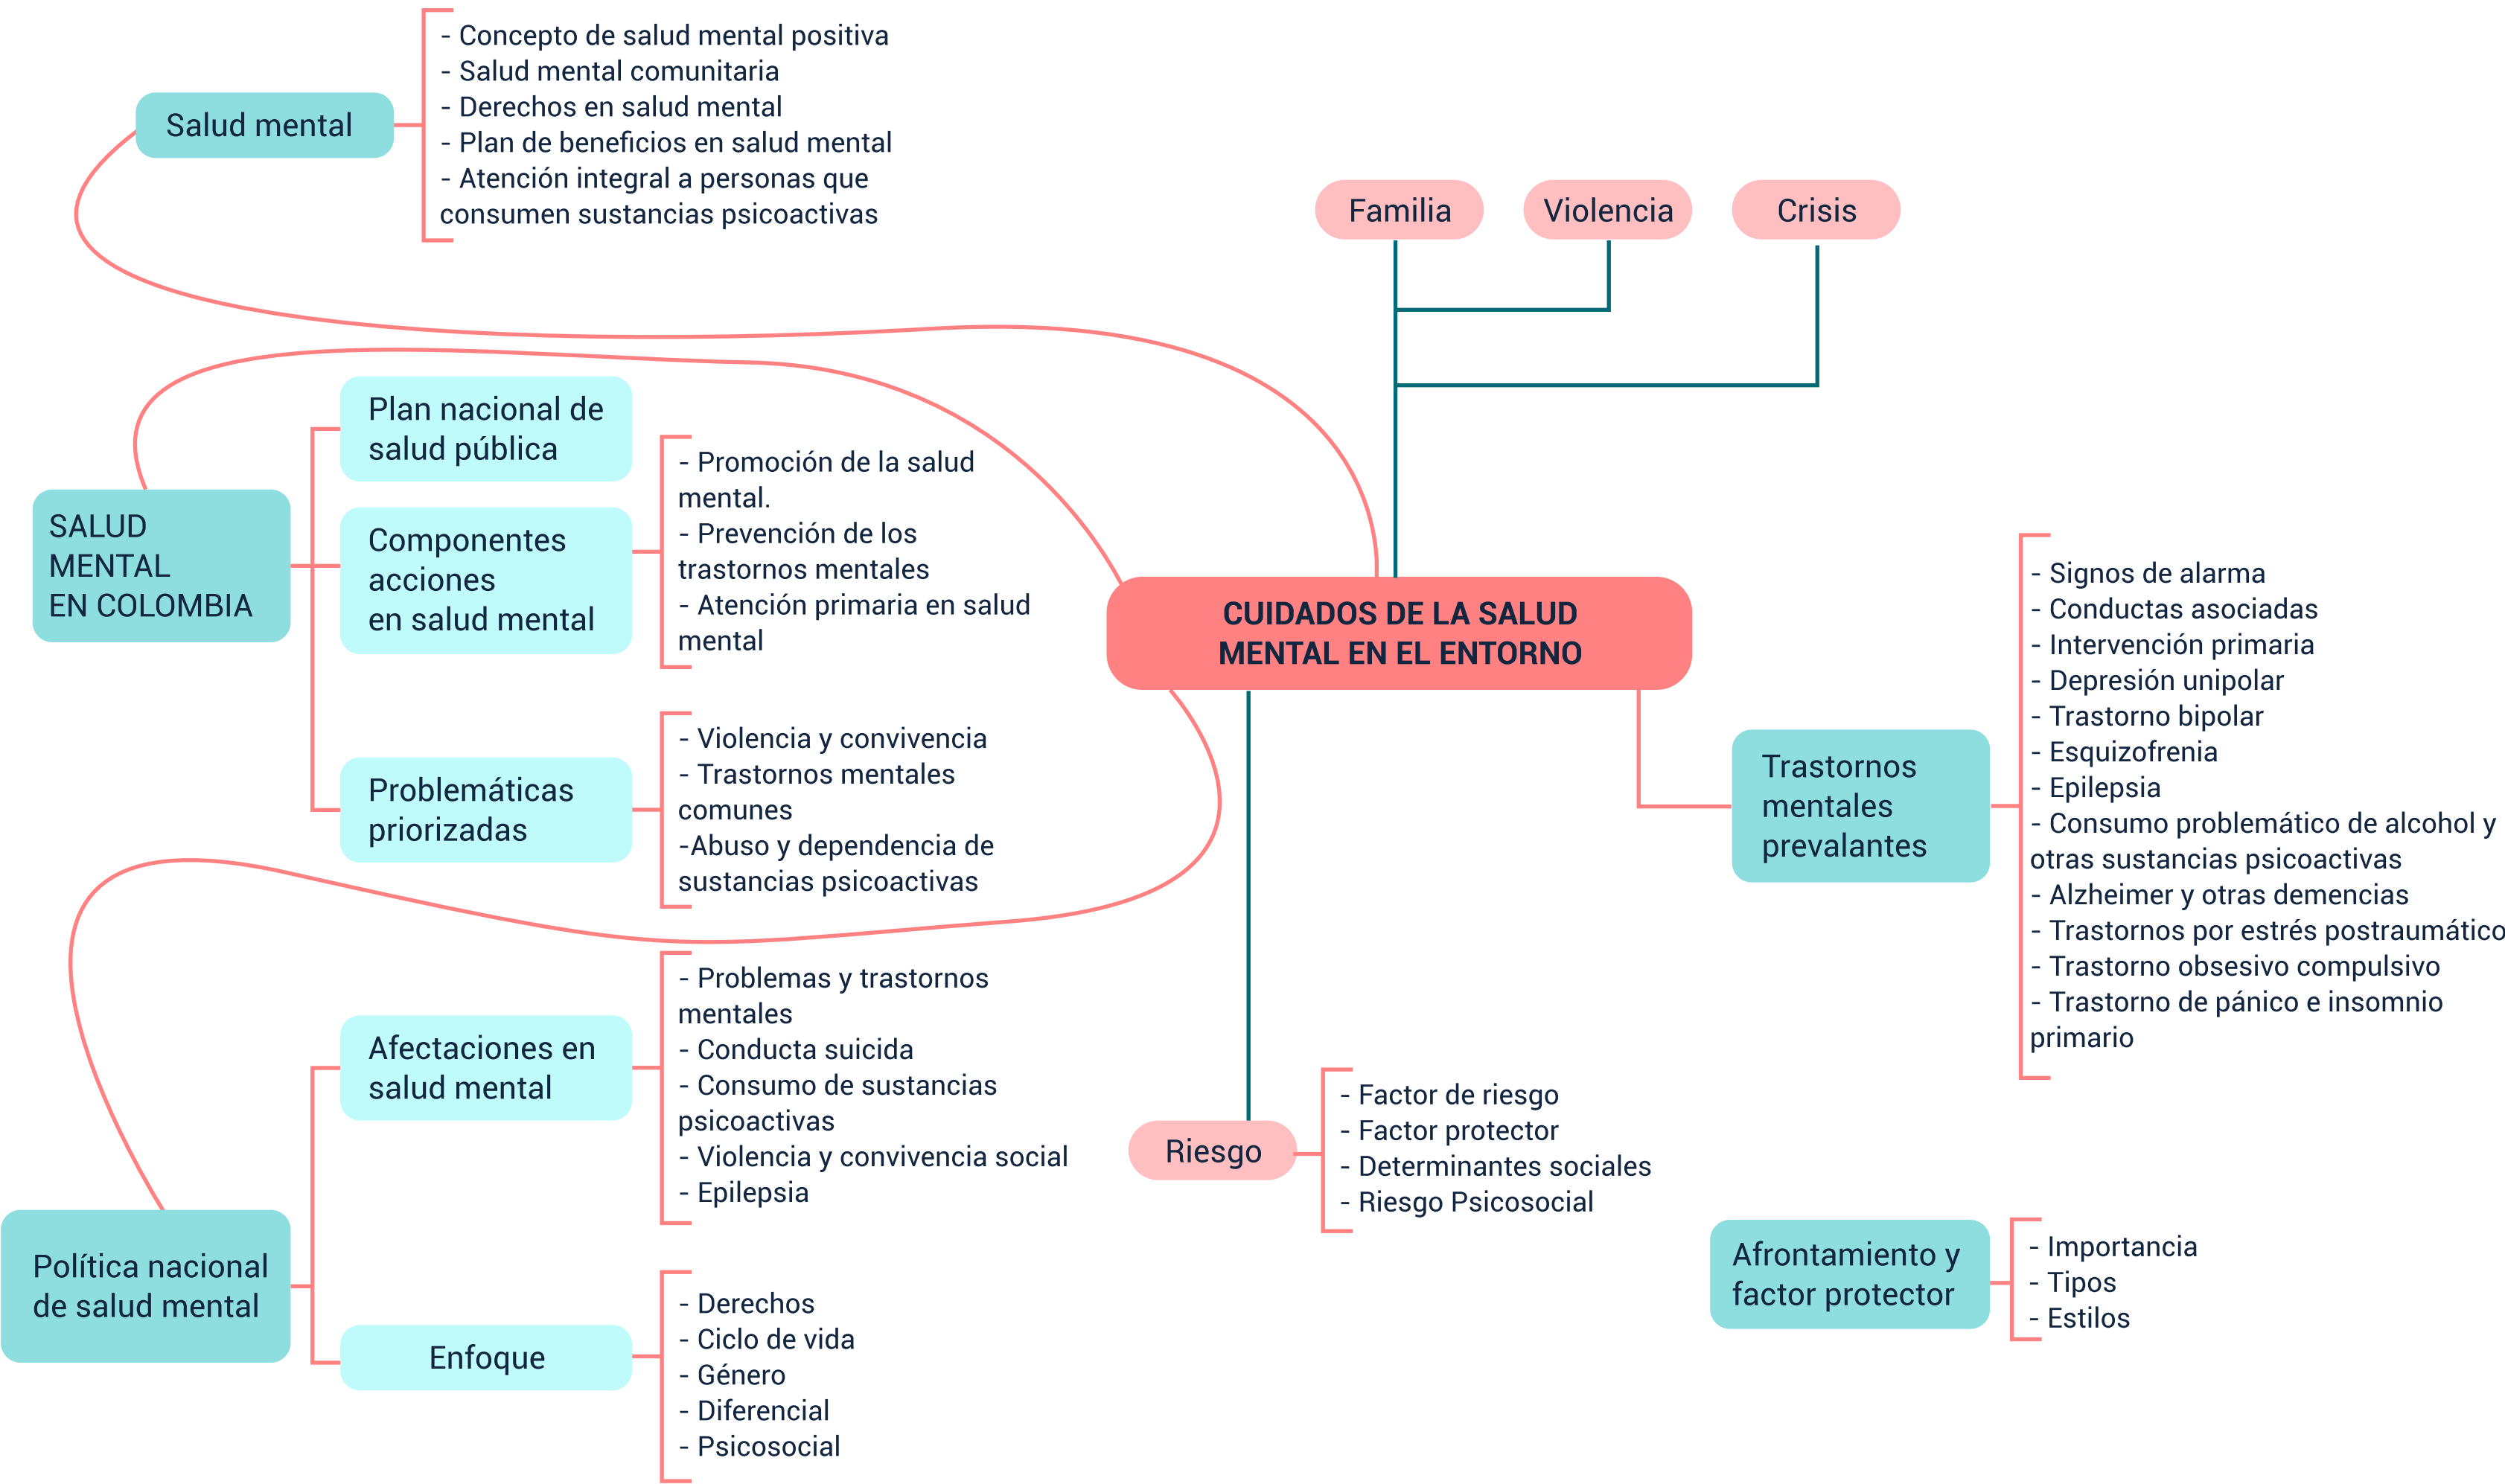 - Concepto de salud mental positiva
- Salud mental comunitaria
- Derechos en salud mental
- Plan de beneficios en salud mental
- Atención integral a personas que
consumen sustancias psicoactivas
Salud mental
Familia
Violencia
Crisis
Plan nacional de
salud pública
SALUD
MENTAL
EN COLOMBIA
Componentes
acciones
en salud mental
- Promoción de la salud
mental.
- Prevención de los
trastornos mentales
- Atención primaria en salud
mental
Problemáticas
priorizadas
- Violencia y convivencia
- Trastornos mentales
comunes
-Abuso y dependencia de
sustancias psicoactivas
CUIDADOS DE LA SALUD
MENTAL EN EL ENTORNO
Trastornos
mentales
prevalantes
- Signos de alarma
- Conductas asociadas
- Intervención primaria
- Depresión unipolar
- Trastorno bipolar
- Esquizofrenia
- Epilepsia
- Consumo problemático de alcohol y
otras sustancias psicoactivas
- Alzheimer y otras demencias
- Trastornos por estrés postraumático
- Trastorno obsesivo compulsivo
- Trastorno de pánico e insomnio
primario
Afectaciones en
salud mental
- Problemas y trastornos
mentales
- Conducta suicida
- Consumo de sustancias
psicoactivas
- Violencia y convivencia social
- Epilepsia
Riesgo
- Factor de riesgo
- Factor protector
- Determinantes sociales
- Riesgo Psicosocial
Política nacional
de salud mental
Enfoque
- Derechos
- Ciclo de vida
- Género
- Diferencial
- Psicosocial
Afrontamiento y
factor protector
- Importancia
- Tipos
- Estilos